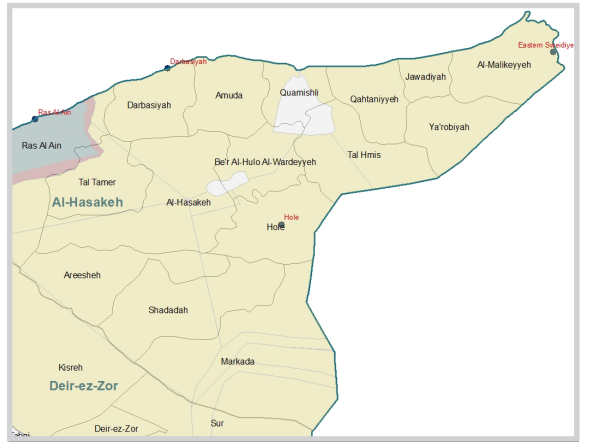 Eastern Sweidiye
Darbasiyah
Al-Malikeyyeh
Jawadiyah
Quamishli
Amuda
Qahtaniyyeh
Darbasiyah
Ras Al Ain
Ya'robiyah
Ras Al Ain
Tal Hmis
Be'r Al-Hulo Al-Wardeyyeh
Tal Tamer
Al-Hasakeh
Al-Hasakeh
Hole
Hole
Areesheh
Shadadah
Markada
Kisreh
Deir-ez-Zor
Sur
Deir-ez-Zor